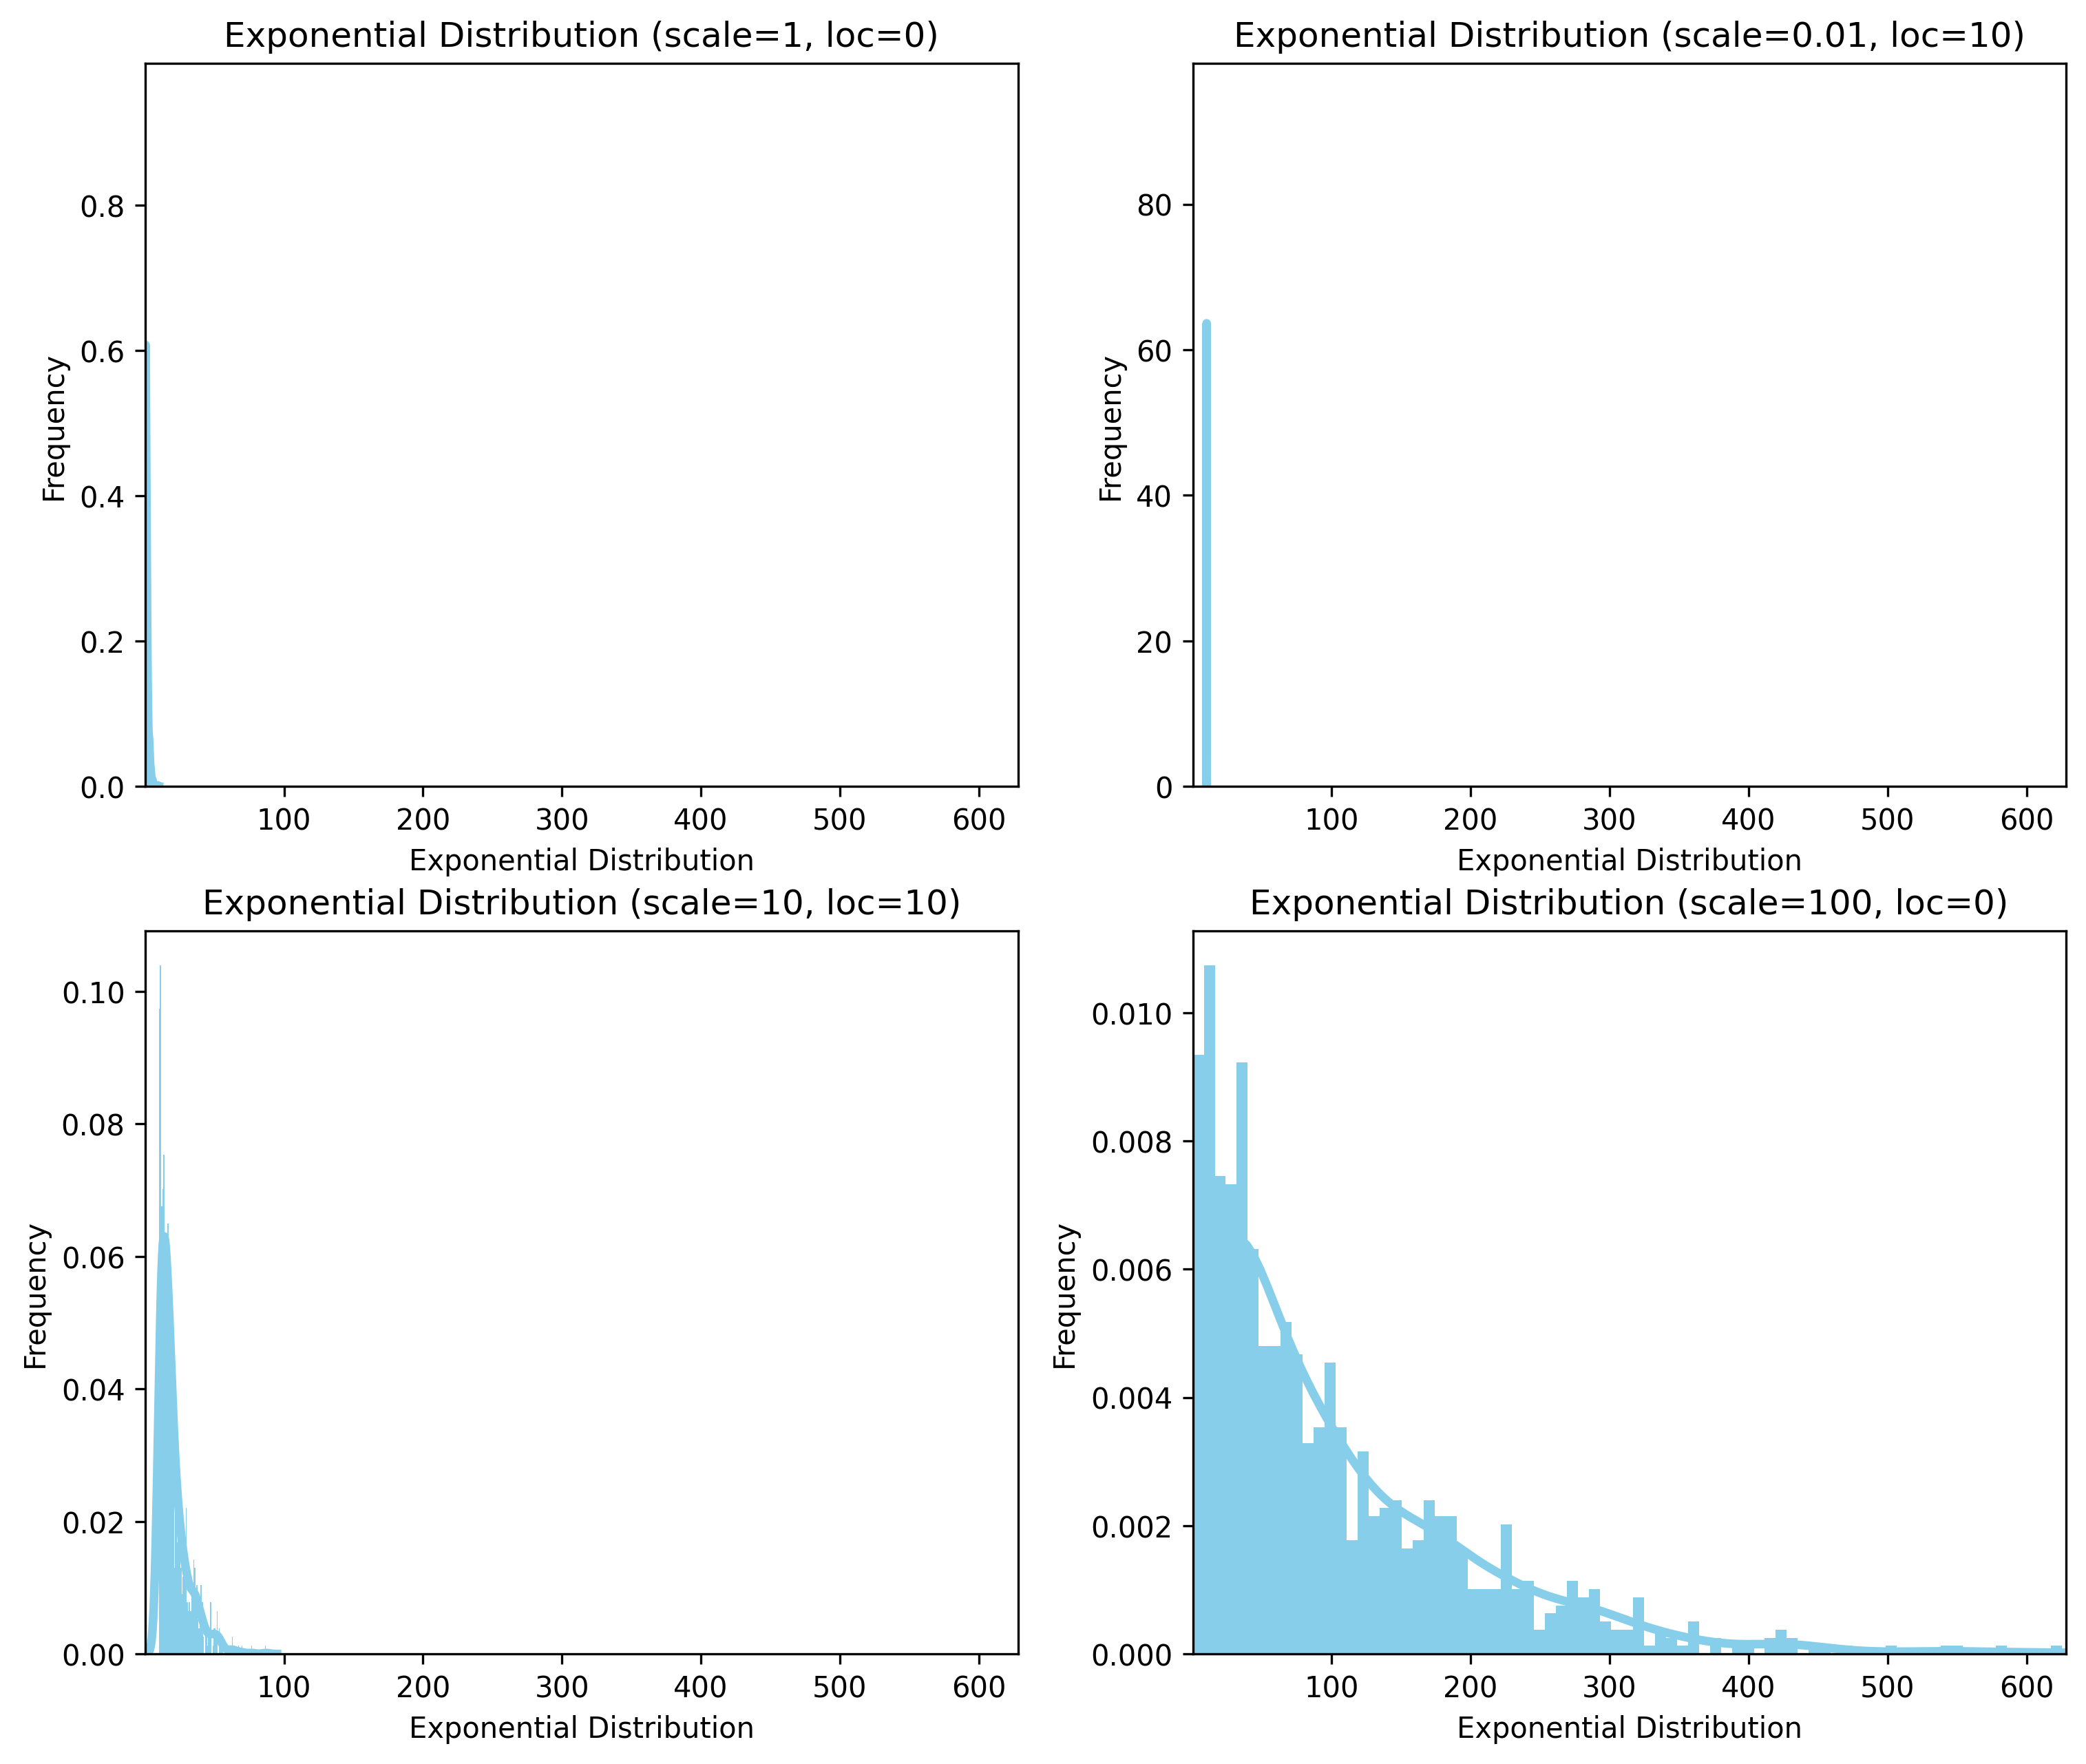 Exponential Distribution (scale=1, loc=0)
Frequency
0.8
0.6
0.4
0.2
0.0
100 200 300 400 500 600
Exponential Distribution
Exponential Distribution (scale=0.01, loc=10)
Frequency
80
60
40
20
0
100 200 300 400 500 600
Exponential Distribution
Exponential Distribution (scale=10, loc=10)
Frequency
0.10
0.08
0.06
0.04
0.02
0.00
100 200 300 400 500 600
Exponential Distribution
Exponential Distribution (scale=100, loc=0)
Frequency
0.010
0.008
0.006
0.004
0.002
0.000
100 200 300 400 500 600
Exponential Distribution